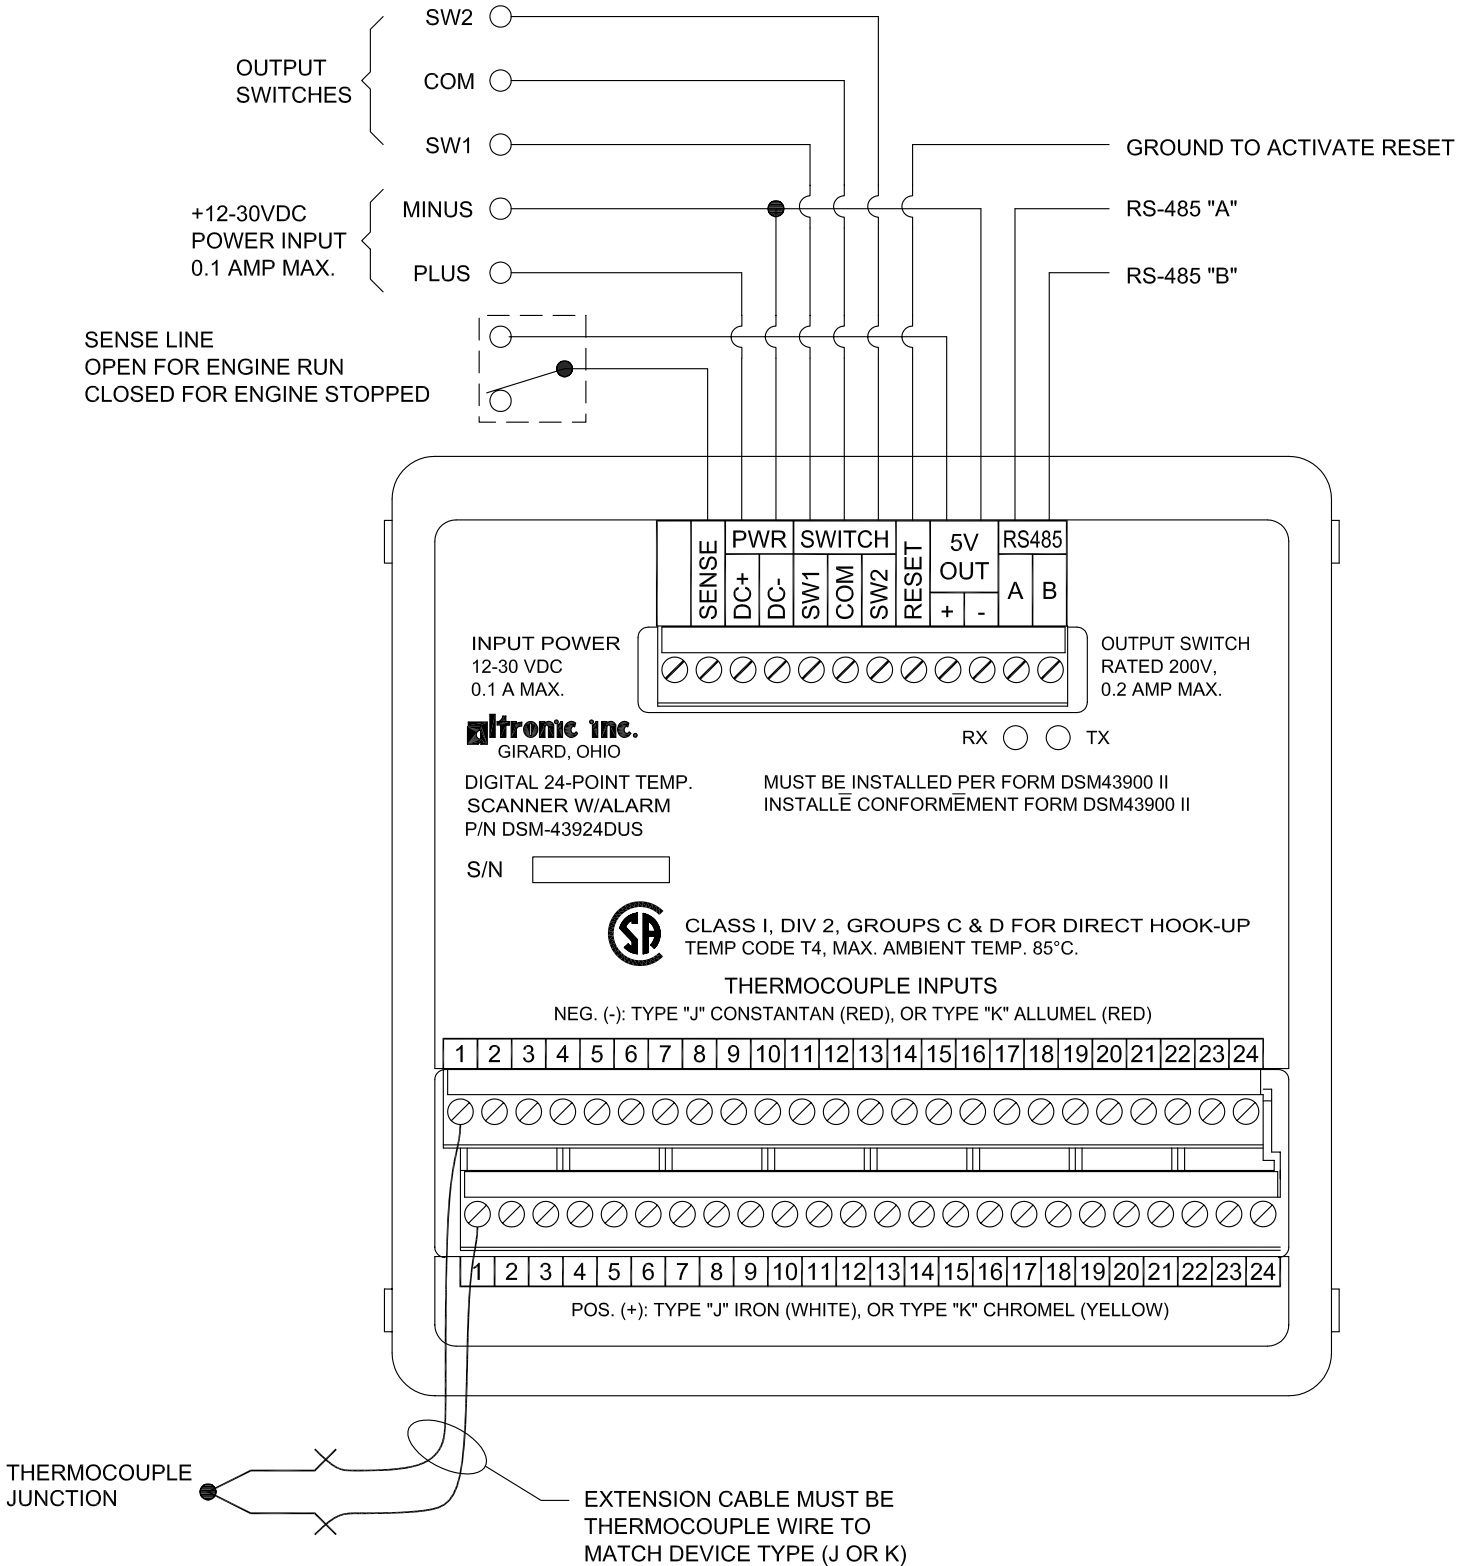 SW2
OUTPUT
SWITCHES
COM
SW1
GROUND TO ACTIVATE RESET
+12-30VDC
POWER INPUT
0.1 AMP MAX.
MINUS
RS-485 "A"
PLUS
RS-485 "B"
SENSE LINE
OPEN FOR ENGINE RUN
CLOSED FOR ENGINE STOPPED
SENSE
PWR
DC+
DC-
SWITCH
SW1
COM
SW2
RESET
5V
OUT
+
-
RS485
A
B
INPUT POWER
12-30 VDC
0.1 A MAX.
OUTPUT SWITCH
RATED 200V,
0.2 AMP MAX.
altronic inc.
GIRARD, OHIO
RX
TX
DIGITAL 24-POINT TEMP.
SCANNER W/ALARM
P/N DSM-43924DUS
MUST BE INSTALLED PER FORM DSM43900 II
INSTALLE CONFORMEMENT FORM DSM43900 II
S/N
SA
CLASS I, DIV 2, GROUPS C & D FOR DIRECT HOOK-UP
TEMP CODE T4, MAX. AMBIENT TEMP. 85°C.
THERMOCOUPLE INPUTS
NEG. (-): TYPE "J" CONSTANTAN (RED), OR TYPE "K" ALLUMEL (RED)
1 2 3 4 5 6 7 8 9 10 11 12 13 14 15 16 17 18 19 20 21 22 23 24
1 2 3 4 5 6 7 8 9 10 11 12 13 14 15 16 17 18 19 20 21 22 23 24
POS. (+): TYPE "J" IRON (WHITE), OR TYPE "K" CHROMEL (YELLOW)
THERMOCOUPLE
JUNCTION
EXTENSION CABLE MUST BE
THERMOCOUPLE WIRE TO
MATCH DEVICE TYPE (J OR K)